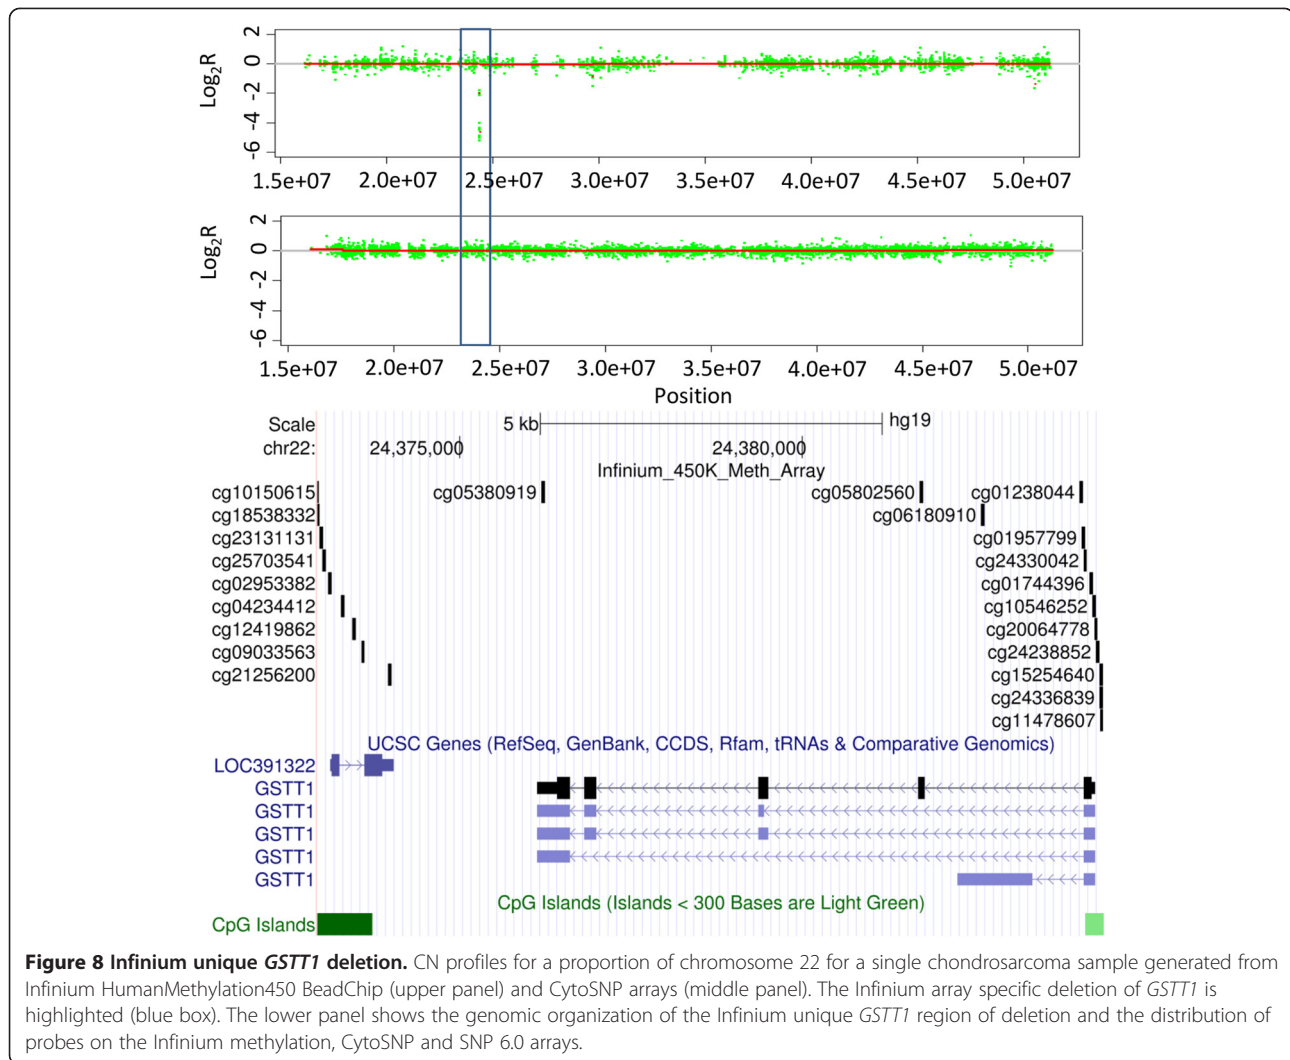 2
0
-2
-4
-6
Log2R
1.5e+07 2.0e+07 2.5e+07 3.0e+07 3.5e+07 4.0e+07 4.5e+07 5.0e+07
2
0
-2
-4
-6
Log2R
1.5e+07 2.0e+07 2.5e+07 3.0e+07 3.5e+07 4.0e+07 4.5e+07 5.0e+07
Position
Scale 5 kb hg19
chr22: 24,375,000 24,380,000
Infinium_450K_Meth_Array
cg10150615 cg05380919 cg05802560 cg01238044
cg18538332 cg06180910
cg23131131 cg01957799
cg25703541 cg24330042
cg02953382 cg01744396
cg04234412 cg10546252
cg12419862 cg20064778
cg09033563 cg24238852
cg21256200 cg15254640
cg24336839
cg11478607
UCSC Genes (RefSeq, GenBank, CCDS, Rfam, tRNAs & Comparative Genomics)
LOC391322
GSTT1
GSTT1
GSTT1
GSTT1
GSTT1
CpG Islands (Islands < 300 Bases are Light Green)
CpG Islands
Figure 8 Infinium unique GSTT1 deletion. CN profiles for a proportion of chromosome 22 for a single chondrosarcoma sample generated from
Infinium HumanMethylation450 BeadChip (upper panel) and CytoSNP arrays (middle panel). The Infinium array specific deletion of GSTT1 is
highlighted (blue box). The lower panel shows the genomic organization of the Infinium unique GSTT1 region of deletion and the distribution of
probes on the Infinium methylation, CytoSNP and SNP 6.0 arrays.